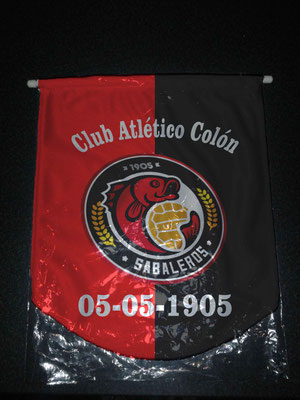 Club Atlético Colón
1905
SABALEROS
05-05-1905